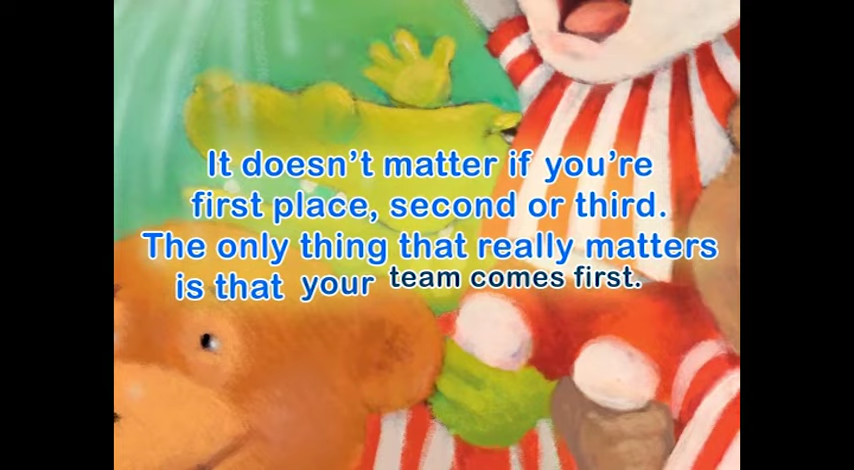 It doesn’t matter if you’re
first place, second or third.
The only thing that really matters
is that your team comes first.